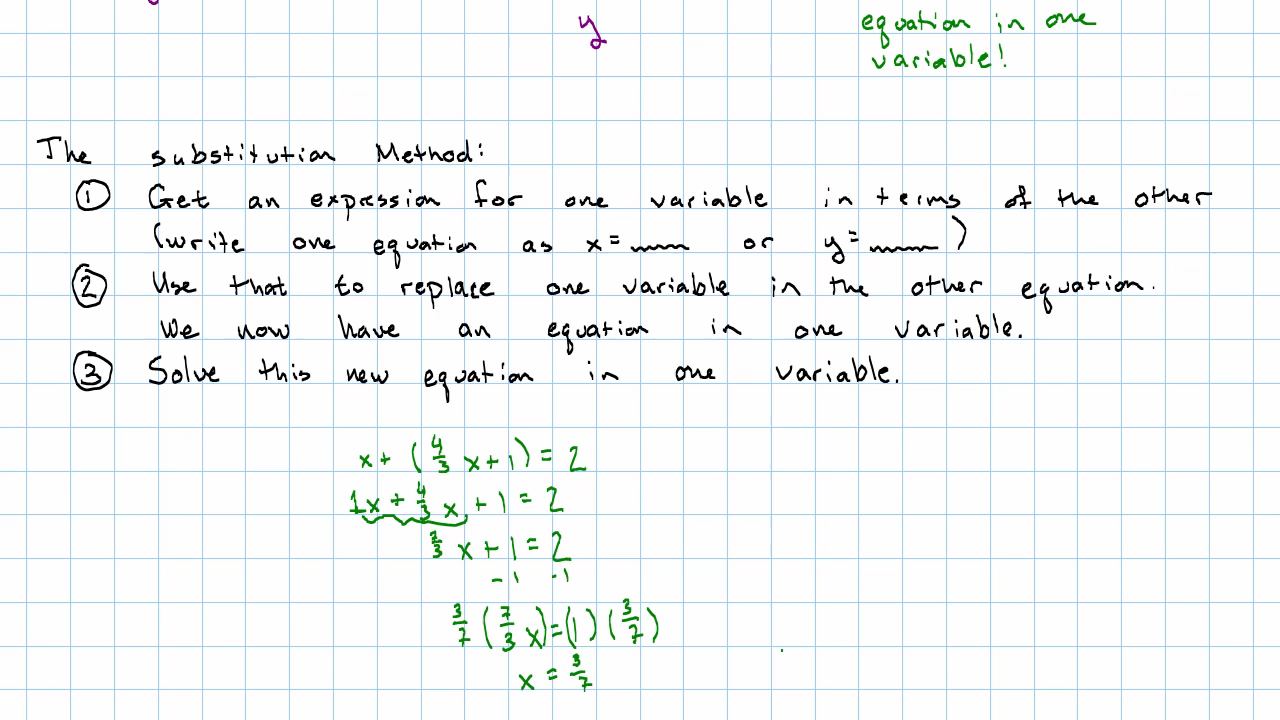 y
equation in one
variable!
The substitution Method:
① Get an expression for one variable in terms of the other
(write one equation as x=___ or y=___)
② Use that to replace one variable in the other equation.
We now have an equation in one variable.
③ Solve this new equation in one variable.
x + (4/3 x + 1) = 2
1x + 4/3 x + 1 = 2
7/3 x + 1 = 2
-1 -1
3/7 (7/3 x) = (1) (3/7)
x = 3/7